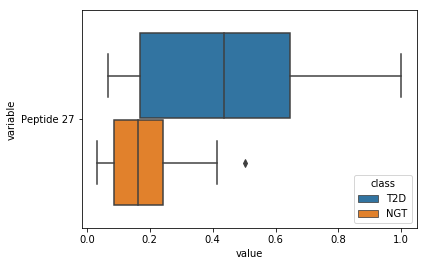 variable
Peptide 27
class
T2D
NGT
0.0 0.2 0.4 0.6 0.8 1.0
value